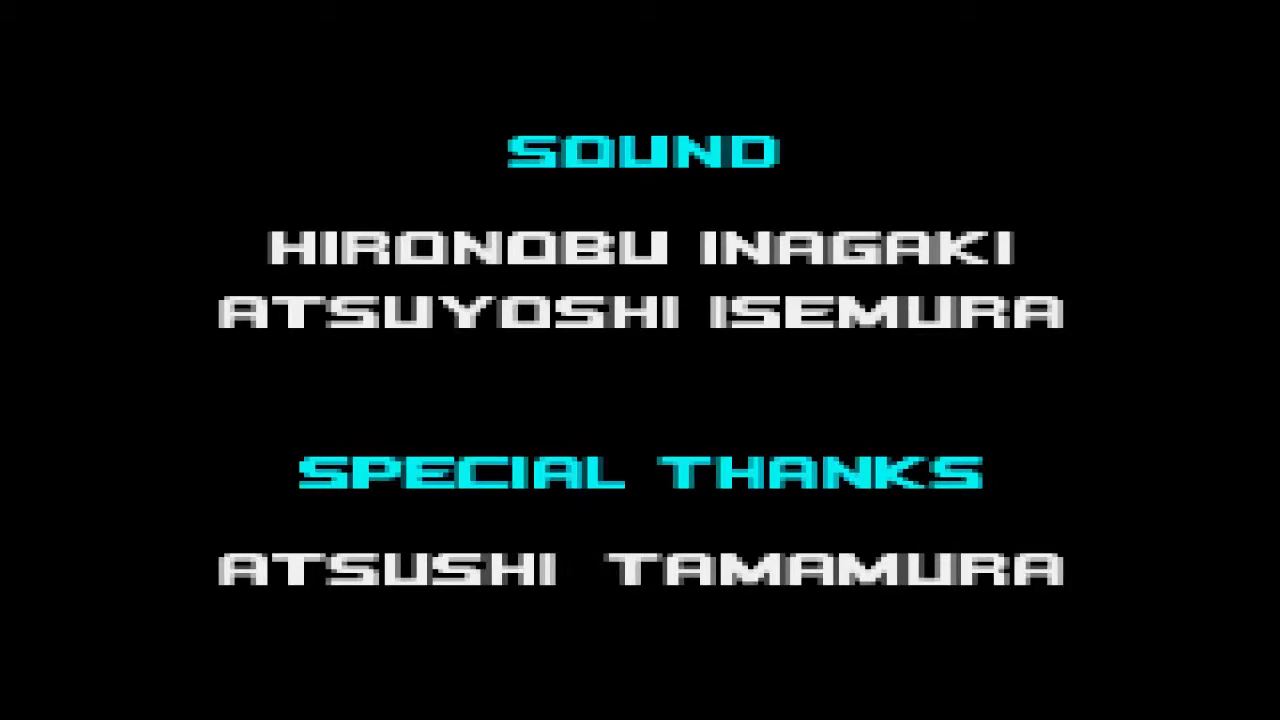 SOUND
HIRONOBU INAGAKI
ATSUYOSHI ISEMURA
SPECIAL THANKS
ATSUSHI TAMAMURA